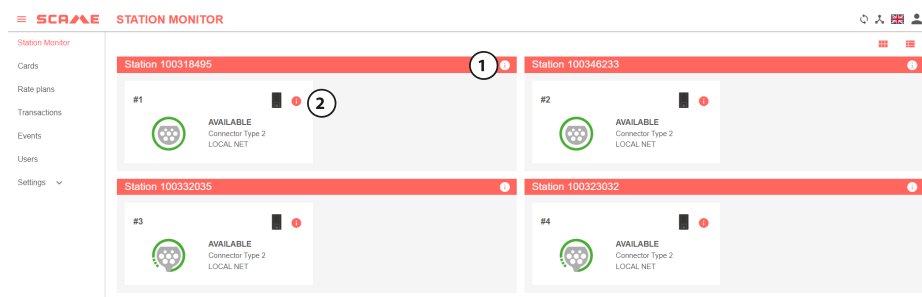 SCAME STATION MONITOR
Station Monitor
Cards
Rate plans
Transactions
Events
Users
Settings
Station 100318495
1
#1
2
AVAILABLE
Connector Type 2
LOCAL NET
Station 100346233
#2
AVAILABLE
Connector Type 2
LOCAL NET
Station 100332035
#3
AVAILABLE
Connector Type 2
LOCAL NET
Station 100323032
#4
AVAILABLE
Connector Type 2
LOCAL NET